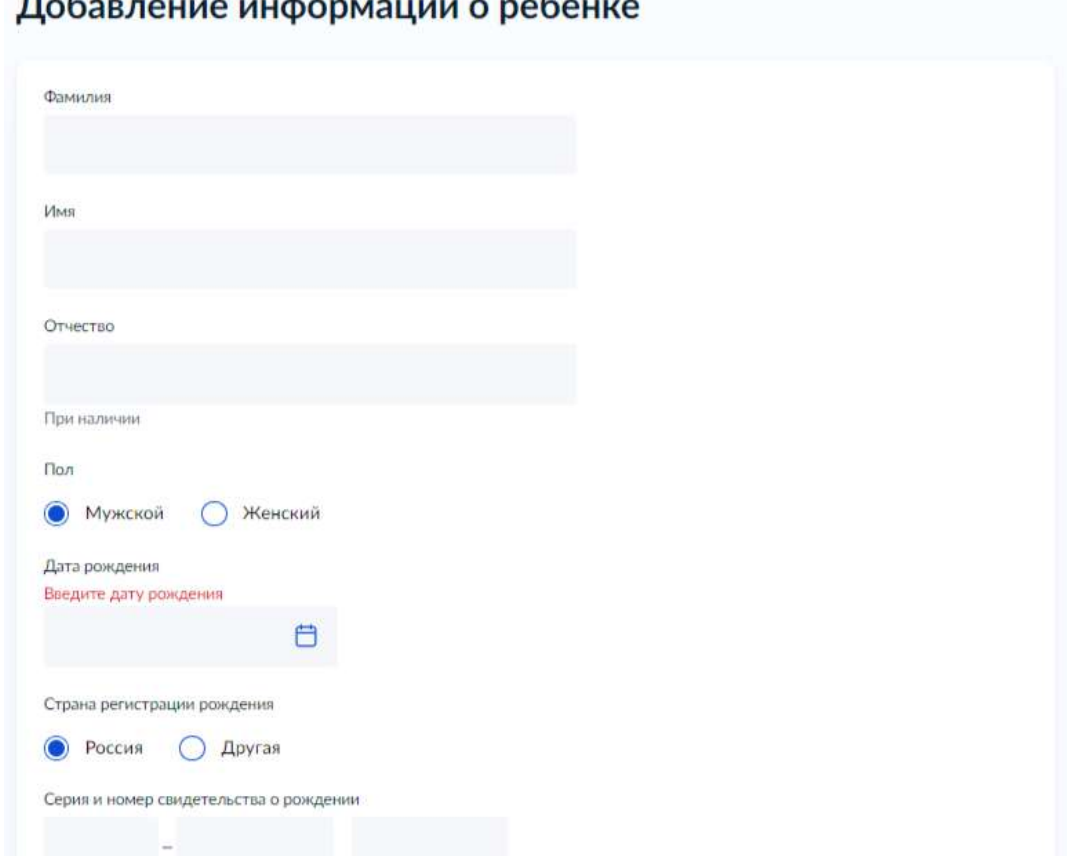 Добавление информации о ребенке
Фамилия
Имя
Отчество
При наличии
Пол
Мужской Женский
Дата рождения
Введите дату рождения
Страна регистрации рождения
Россия Другая
Серия и номер свидетельства о рождении
–